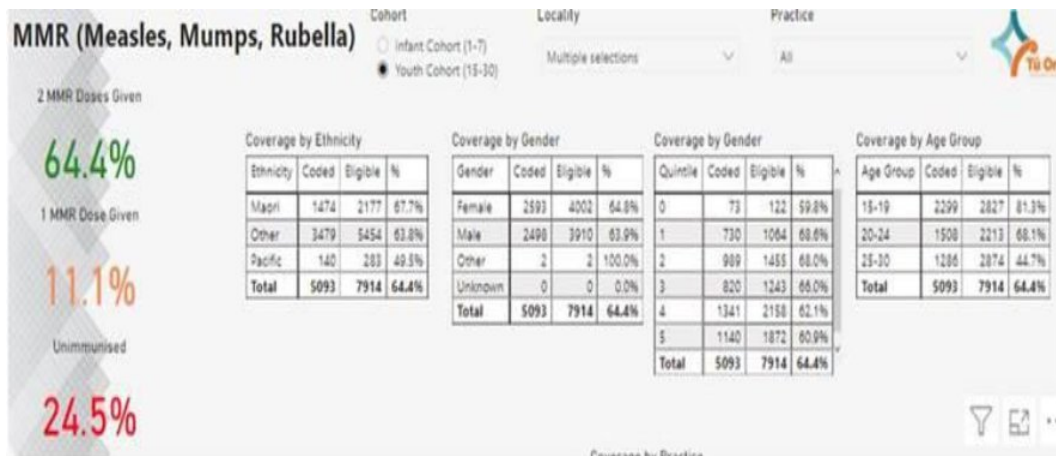 MMR (Measles, Mumps, Rubella)
Cohort
Infant Cohort (1-7)
Youth Cohort (15-30)
Locality
Multiple selections
Practice
All
Tū Or
2 MMR Doses Given
64.4%
1 MMR Dose Given
11.1%
Unimmunised
24.5%
Coverage by Ethnicity
Ethnicity Coded Eligible %
Maori 1474 2177 67.7%
Other 3479 5454 63.8%
Pacific 140 283 49.5%
Total 5093 7914 64.4%
Coverage by Gender
Gender Coded Eligible %
Female 2593 4002 64.8%
Male 2498 3910 63.9%
Other 2 2 100.0%
Unknown 0 0 0.0%
Total 5093 7914 64.4%
Coverage by Gender
Quintile Coded Eligible %
0 73 122 59.8%
1 730 1064 68.6%
2 989 1455 68.0%
3 820 1243 66.0%
4 1341 2158 62.1%
5 1140 1872 60.9%
Total 5093 7914 64.4%
Coverage by Age Group
Age Group Coded Eligible %
15-19 2299 2827 81.3%
20-24 1508 2213 68.1%
25-30 1286 2874 44.7%
Total 5093 7914 64.4%
Coverage by Practice